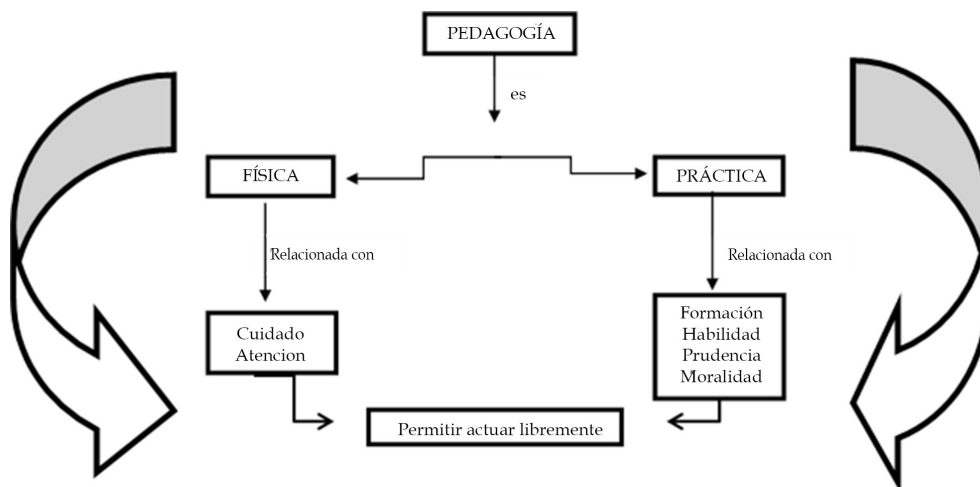 PEDAGOGÍA
es
FÍSICA
PRÁCTICA
Relacionada con
Relacionada con
Cuidado
Atencion
Formación
Habilidad
Prudencia
Moralidad
Permitir actuar libremente